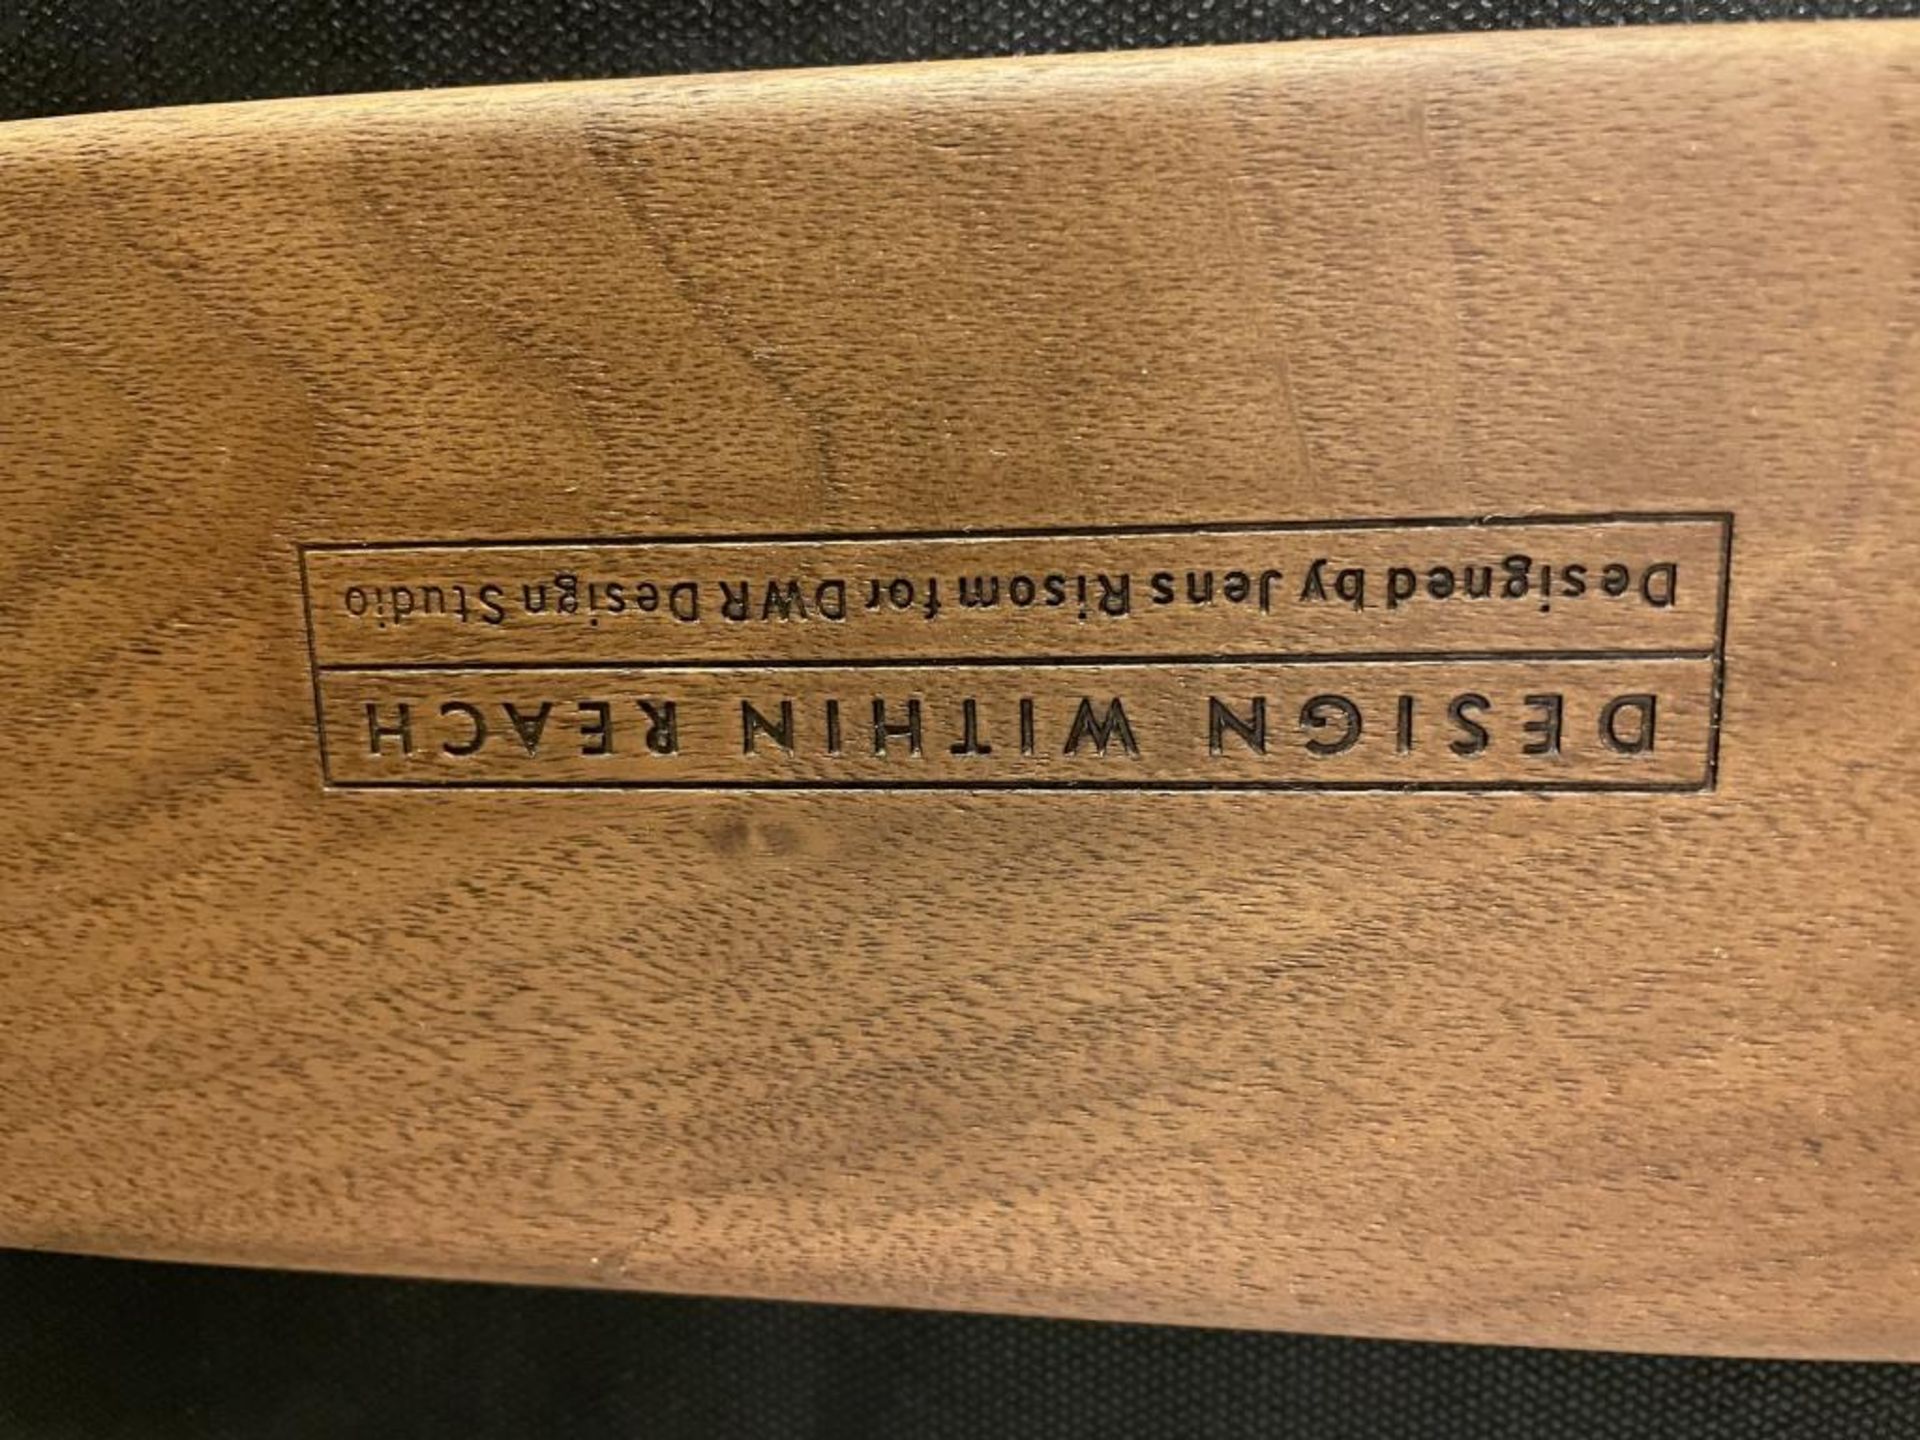 DESIGN WITHIN REACH
Designed by Jens Risom for DWR Design Studio